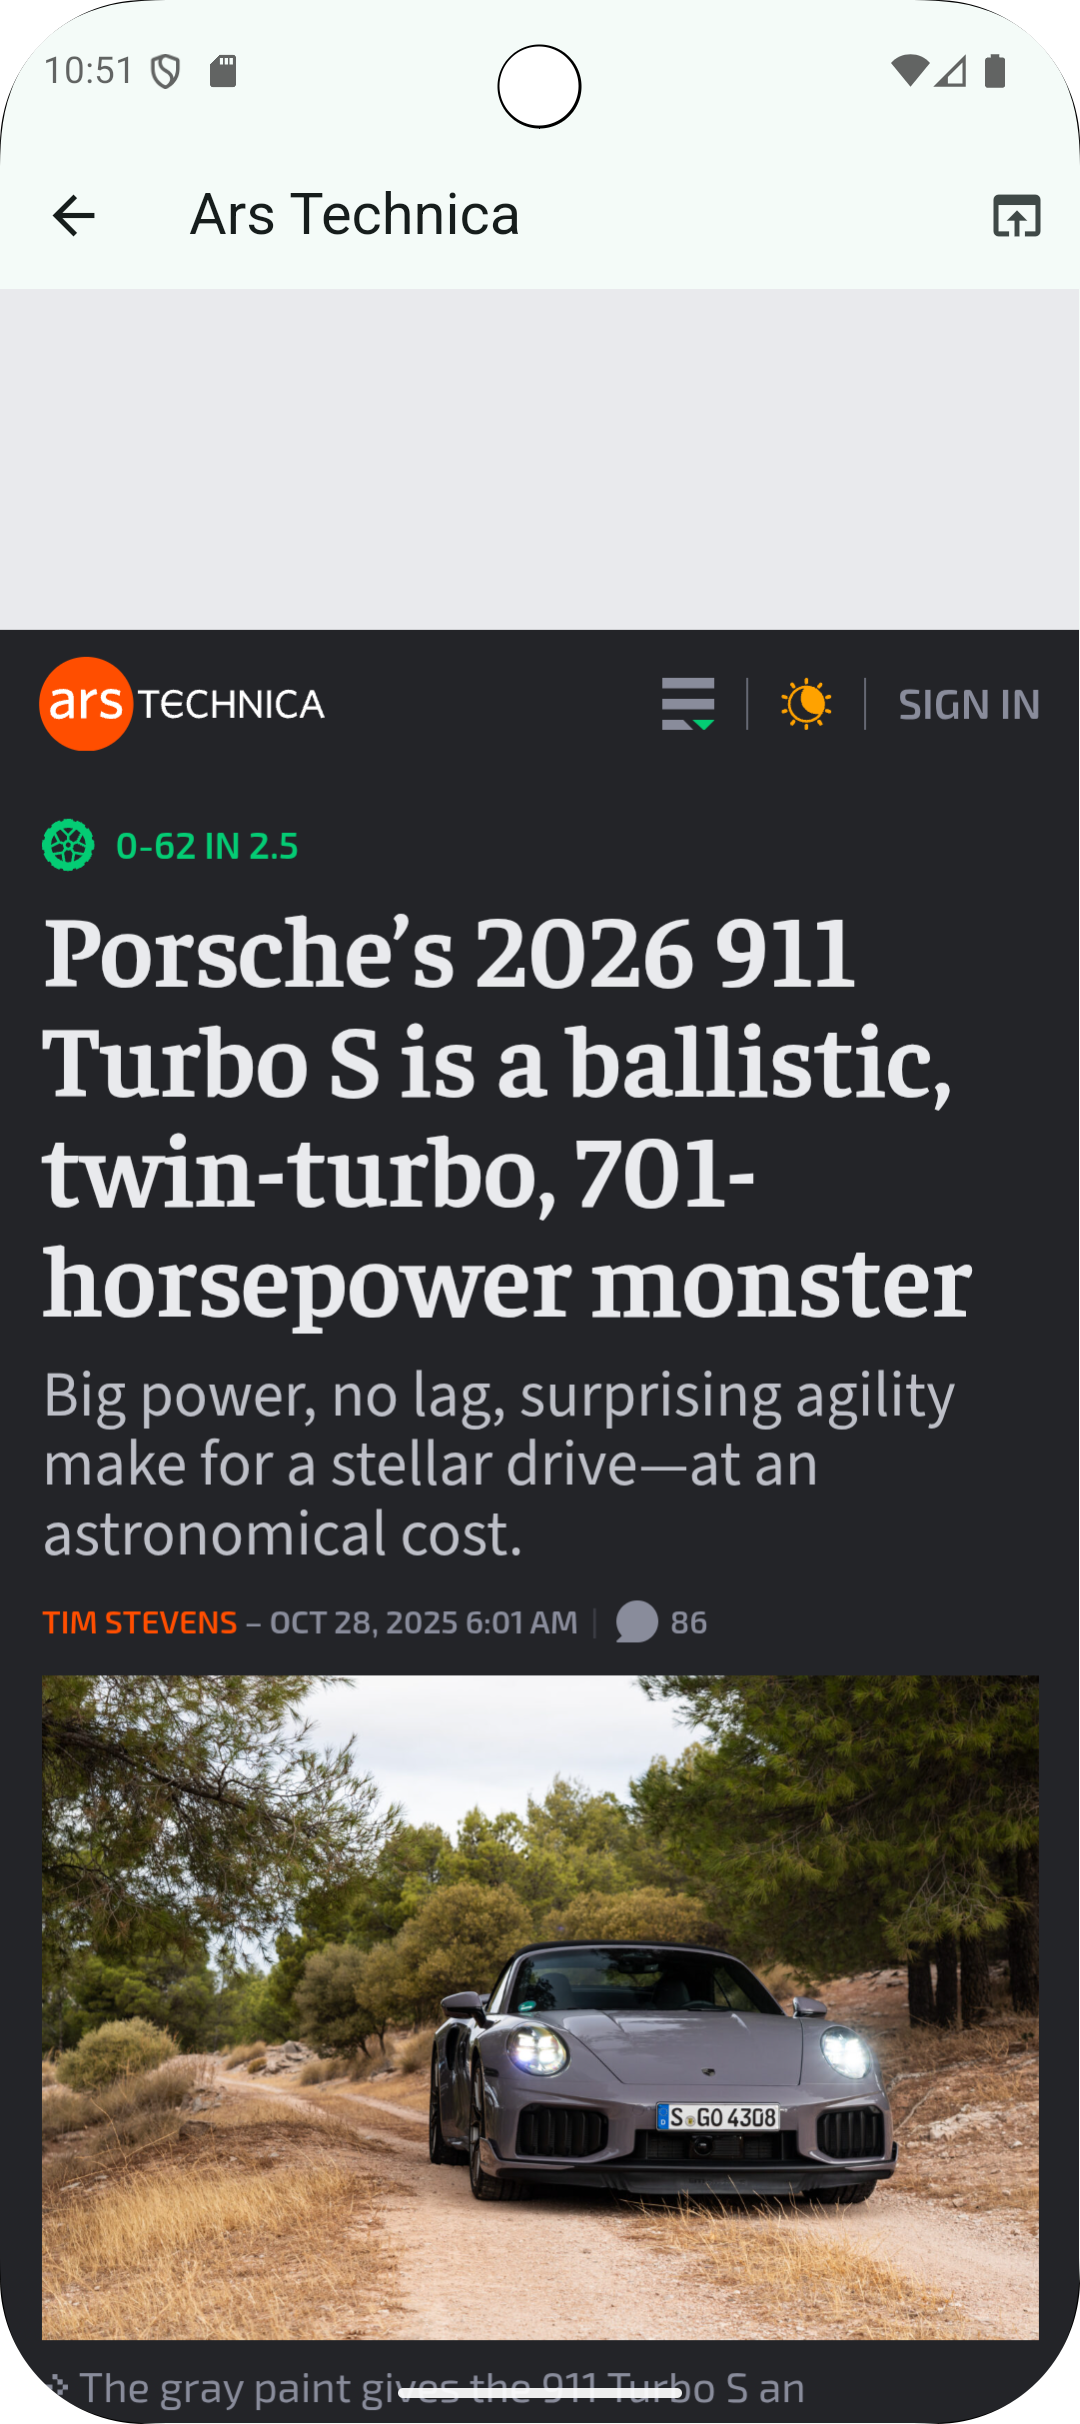 10:51
Ars Technica
ars TECHNICA
SIGN IN
0-62 IN 2.5
Porsche’s 2026 911
Turbo S is a ballistic,
twin-turbo, 701-
horsepower monster
Big power, no lag, surprising agility
make for a stellar drive—at an
astronomical cost.
TIM STEVENS – OCT 28, 2025 6:01 AM | 86
S GO 4308
The gray paint gives the 911 Turbo S an